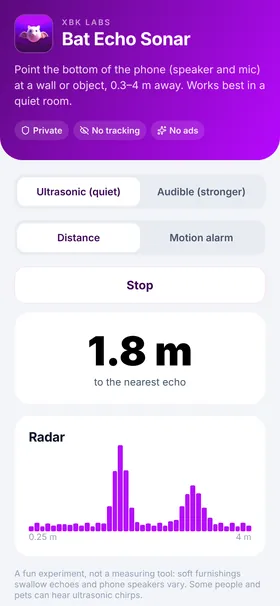 XBK LABS
Bat Echo Sonar
Point the bottom of the phone (speaker and mic)
at a wall or object, 0.3–4 m away. Works best in a
quiet room.
Private
No tracking
No ads
Ultrasonic (quiet)
Audible (stronger)
Distance
Motion alarm
Stop
1.8 m
to the nearest echo
Radar
0.25 m
4 m
A fun experiment, not a measuring tool: soft furnishings
swallow echoes and phone speakers vary. Some people and
pets can hear ultrasonic chirps.